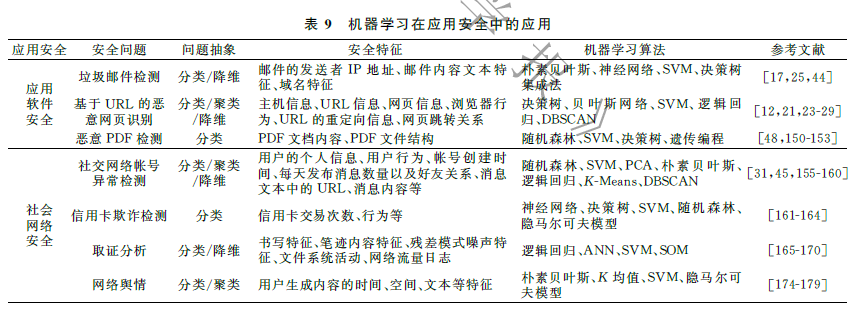 表 9 机器学习在应用安全中的应用
应用安全 安全问题 问题抽象 安全特征 机器学习算法 参考文献
应用软件安全 垃圾邮件检测 分类/降维 邮件的发送者 IP 地址、邮件内容文本特征、域名特征 朴素贝叶斯、神经网络、SVM、决策树集成法 [17,25,44]
基于 URL 的恶意网页识别 分类/聚类/降维 主机信息、URL 信息、网页信息、浏览器行为、URL 的重定向信息、网页跳转关系 决策树、贝叶斯网络、SVM、逻辑回归、DBSCAN [12,21,23-29]
恶意 PDF 检测 分类 PDF 文档内容、PDF 文件结构 随机森林、SVM、决策树、遗传编程 [48,150-153]
社会网络安全 社交网络帐号异常检测 分类/聚类/降维 用户的个人信息、用户行为、帐号创建时间、每天发布消息数量以及好友关系、消息文本中的 URL、消息内容等 随机森林、SVM、PCA、朴素贝叶斯、逻辑回归、K-Means、DBSCAN [31,45,155-160]
信用卡欺诈检测 分类 信用卡交易次数、行为等 神经网络、决策树、SVM、随机森林、隐马尔可夫模型 [161-164]
取证分析 分类/降维 书写特征、笔迹内容特征、残差模式噪声特征、文件系统活动、网络流量日志 逻辑回归、ANN、SVM、SOM [165-170]
网络舆情 分类/降维 用户生成内容的时间、空间、文本等特征 朴素贝叶斯、K 均值、SVM、隐马尔可夫模型 [174-179]